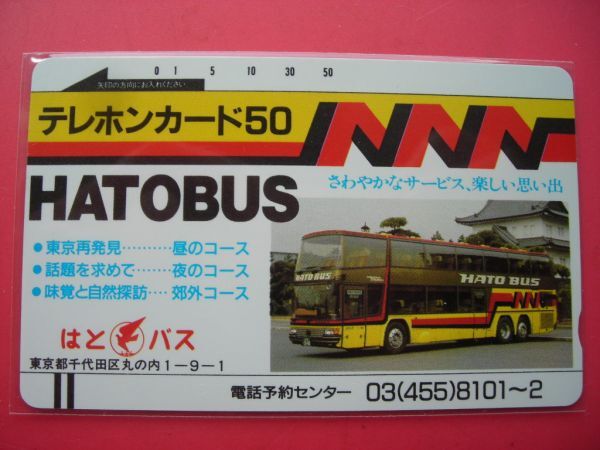 0 1 5 10 30 50
矢印の方向にお入れください
テレホンカード50
NNN
HATOBUS
さわやかなサービス、楽しい思い出
●東京再発見………昼のコース
●話題を求めて……夜のコース
●味覚と自然探訪‥‥郊外コース
HATO BUS
NNN
はとバス
東京都千代田区丸の内1-9-1
電話予約センター 03(455)8101～2